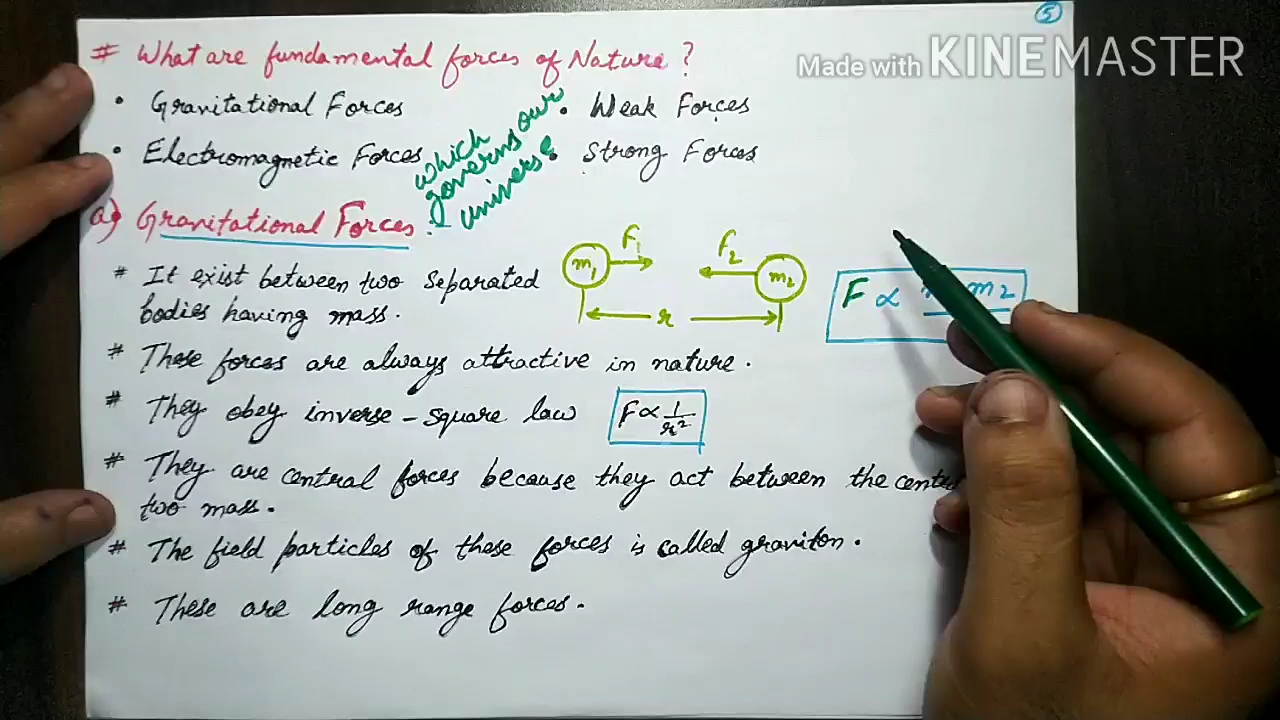 5
Made with KINEMASTER
# What are fundamental forces of Nature?
• Gravitational Forces
• Weak Forces
• Electromagnetic Forces
• Strong Forces
which
governs our
universe
a) Gravitational Forces :-
# It exist between two separated
bodies having mass.
m₁ F₁ F₂ m₂
r
F ∝ m₂
# These forces are always attractive in nature.
# They obey inverse - square law F ∝ 1/r²
# They are central forces because they act between the
two mass.
# The field particles of these forces is called graviton.
# These are long range forces.